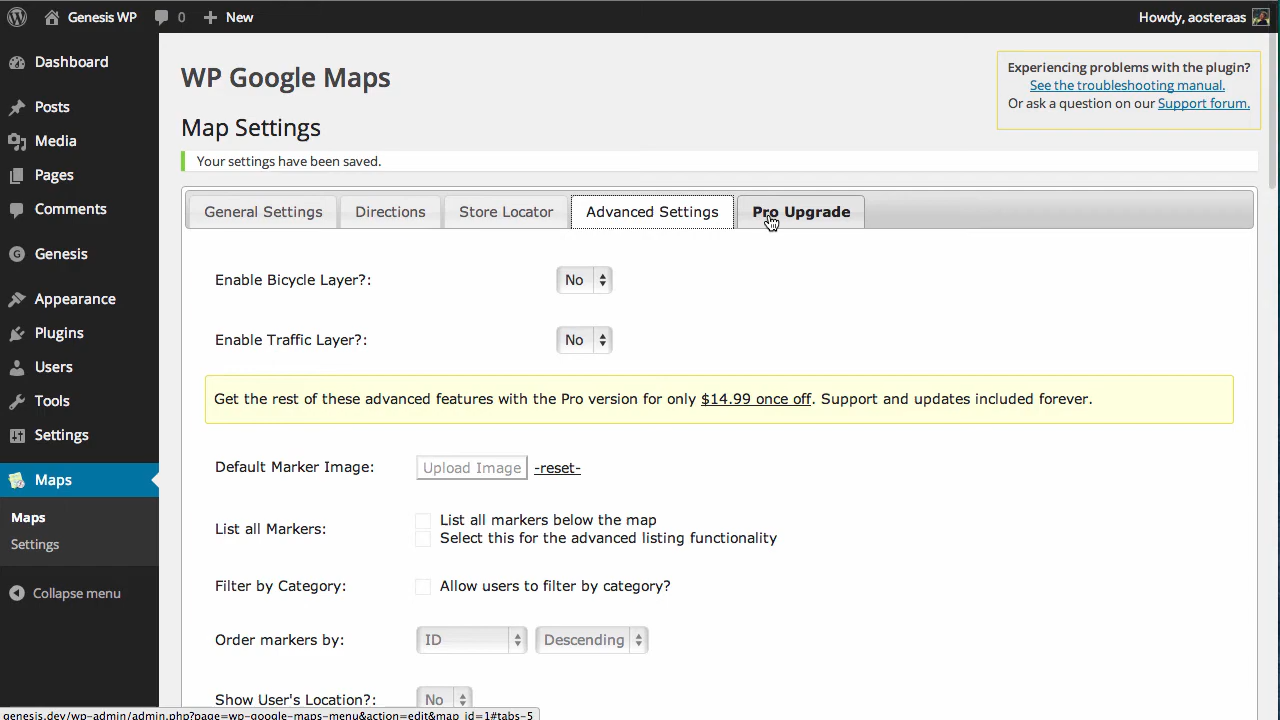 Genesis WP
0
New
Howdy, aosteraas
Dashboard
Posts
Media
Pages
Comments
Genesis
Appearance
Plugins
Users
Tools
Settings
Maps
Maps
Settings
Collapse menu
WP Google Maps
Experiencing problems with the plugin?
See the troubleshooting manual.
Or ask a question on our Support forum.
Map Settings
Your settings have been saved.
General Settings
Directions
Store Locator
Advanced Settings
Pro Upgrade
Enable Bicycle Layer?: No
Enable Traffic Layer?: No
Get the rest of these advanced features with the Pro version for only $14.99 once off. Support and updates included forever.
Default Marker Image: Upload Image -reset-
List all Markers: List all markers below the map
Select this for the advanced listing functionality
Filter by Category: Allow users to filter by category?
Order markers by: ID Descending
Show User's Location?: No
genesis.dev/wp-admin/admin.php?page=wp-google-maps-menu&action=edit&map_id=1#tabs-5